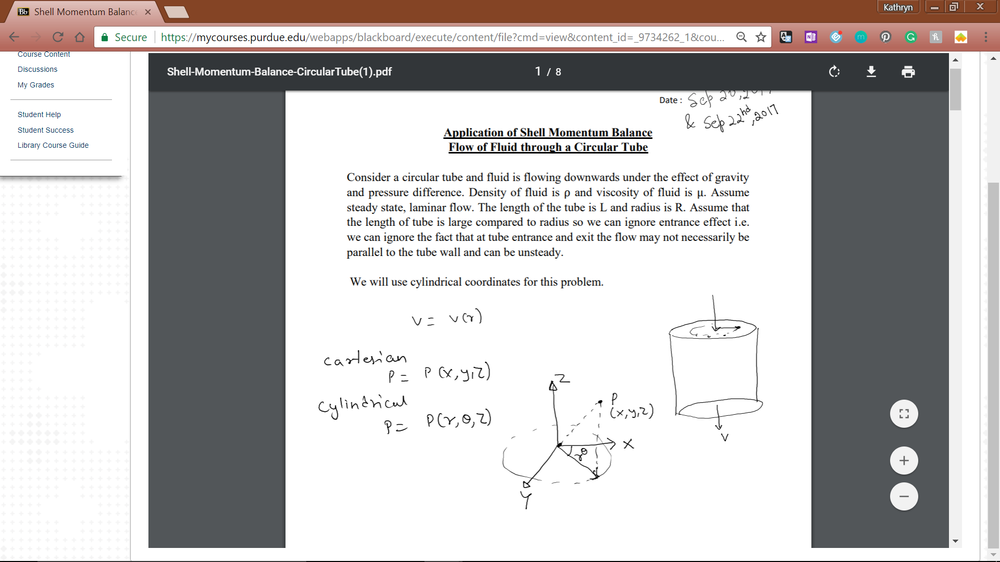 Shell Momentum Balance
Kathryn
Secure
https://mycourses.purdue.edu/webapps/blackboard/execute/content/file?cmd=view&content_id=_9734262_1&cou...
Course Content
Discussions
My Grades
Student Help
Student Success
Library Course Guide
Shell-Momentum-Balance-CircularTube(1).pdf
1 / 8
Date : Sep 20, 2017
& Sep 22nd, 2017
Application of Shell Momentum Balance
Flow of Fluid through a Circular Tube
Consider a circular tube and fluid is flowing downwards under the effect of gravity
and pressure difference. Density of fluid is ρ and viscosity of fluid is μ. Assume
steady state, laminar flow. The length of the tube is L and radius is R. Assume that
the length of tube is large compared to radius so we can ignore entrance effect i.e.
we can ignore the fact that at tube entrance and exit the flow may not necessarily be
parallel to the tube wall and can be unsteady.
We will use cylindrical coordinates for this problem.
v = v(r)
cartesian
P = P(x,y,z)
cylindrical
P = P(r,θ,z)
Z
P
(x,y,z)
X
r θ
Y
V